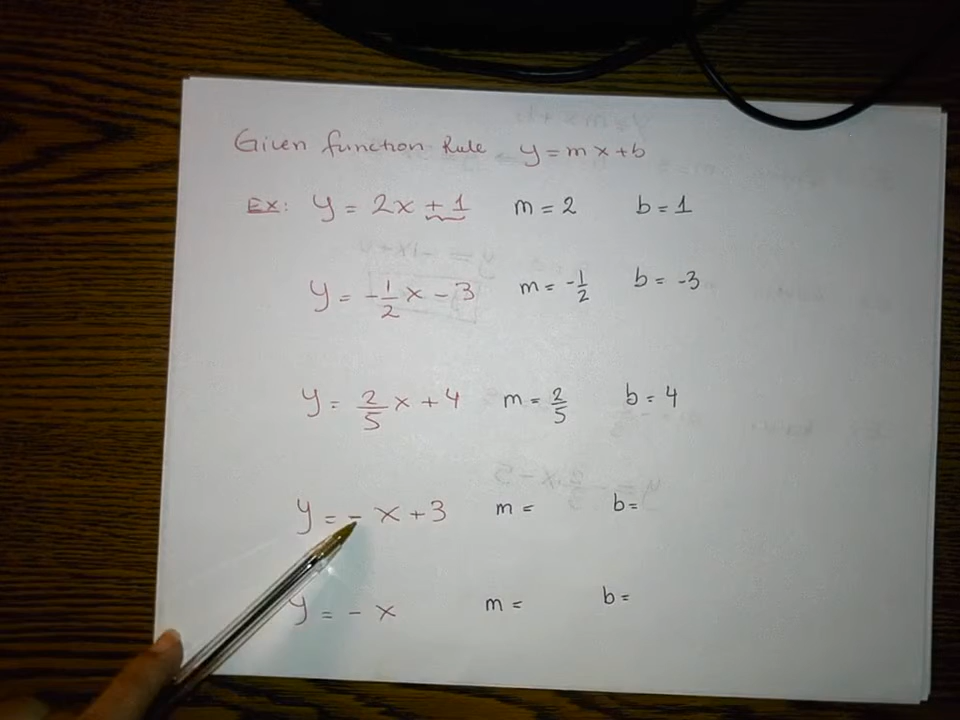 Given function Rule y = mx+b
Ex: y = 2x + 1 m = 2 b = 1
y = -1/2 x - 3 m = -1/2 b = -3
y = 2/5 x + 4 m = 2/5 b = 4
y = - x + 3 m = b =
y = - x m = b =